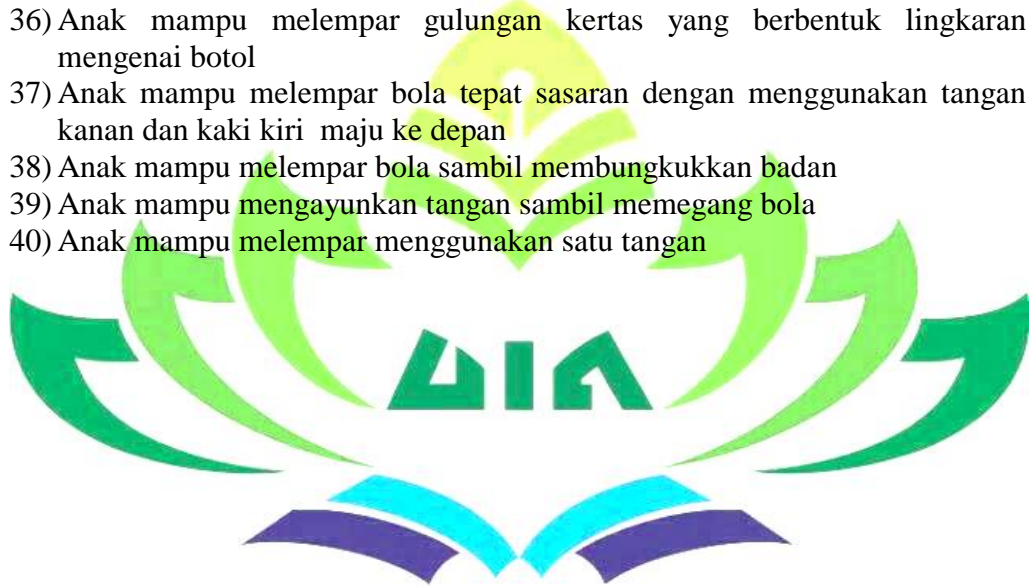 36) Anak mampu melempar gulungan kertas yang berbentuk lingkaran
mengenai botol
37) Anak mampu melempar bola tepat sasaran dengan menggunakan tangan
kanan dan kaki kiri maju ke depan
38) Anak mampu melempar bola sambil membungkukkan badan
39) Anak mampu mengayunkan tangan sambil memegang bola
40) Anak mampu melempar menggunakan satu tangan